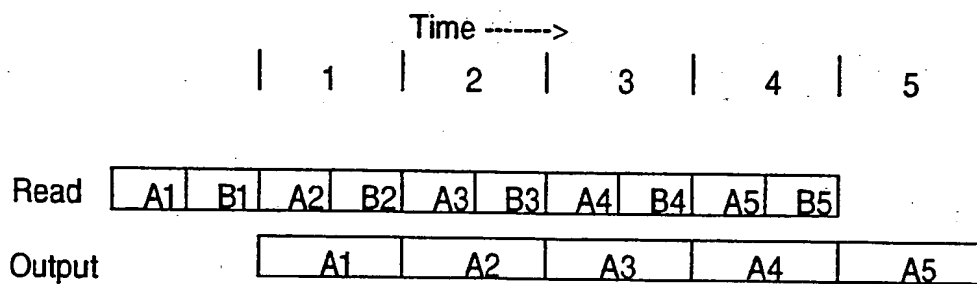 Time ------->
| 1 | 2 | 3 | 4 | 5
Read A1 B1 A2 B2 A3 B3 A4 B4 A5 B5
Output A1 A2 A3 A4 A5